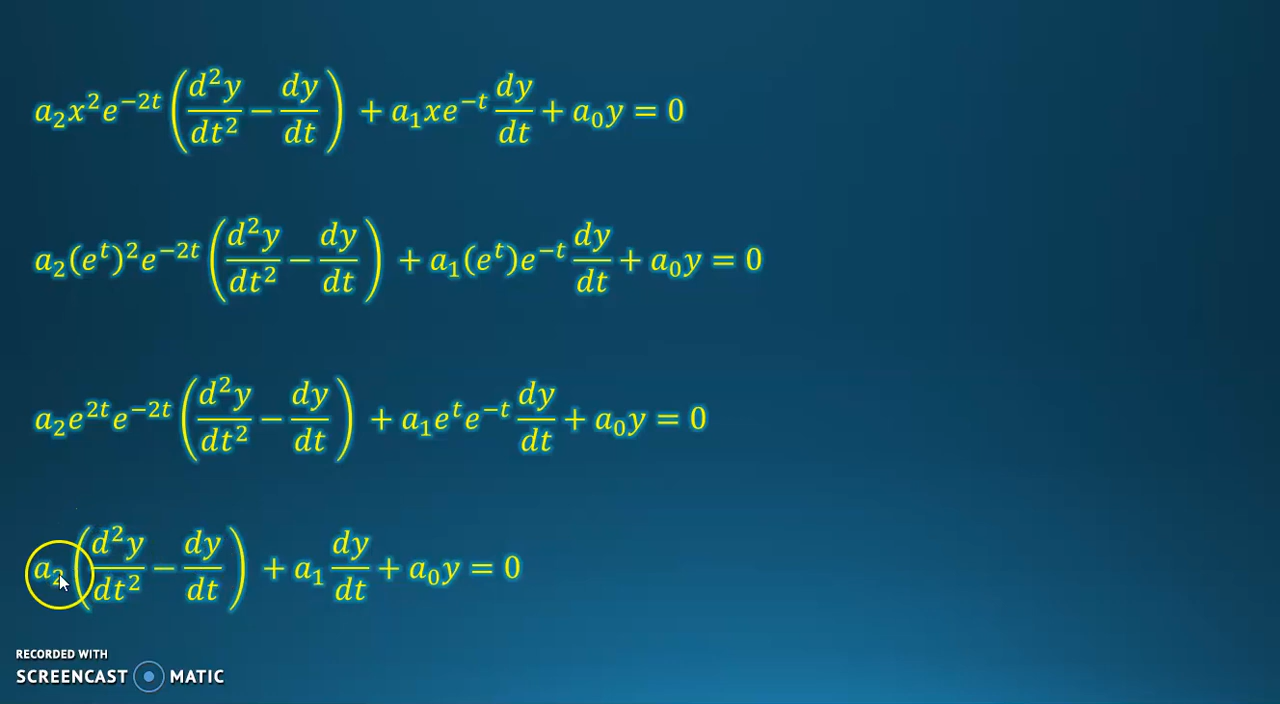 a₂x²e⁻²ᵗ(d²y/dt² − dy/dt) + a₁xe⁻ᵗ dy/dt + a₀y = 0
a₂(eᵗ)²e⁻²ᵗ(d²y/dt² − dy/dt) + a₁(eᵗ)e⁻ᵗ dy/dt + a₀y = 0
a₂e²ᵗe⁻²ᵗ(d²y/dt² − dy/dt) + a₁eᵗe⁻ᵗ dy/dt + a₀y = 0
a₂(d²y/dt² − dy/dt) + a₁ dy/dt + a₀y = 0
RECORDED WITH
SCREENCAST MATIC